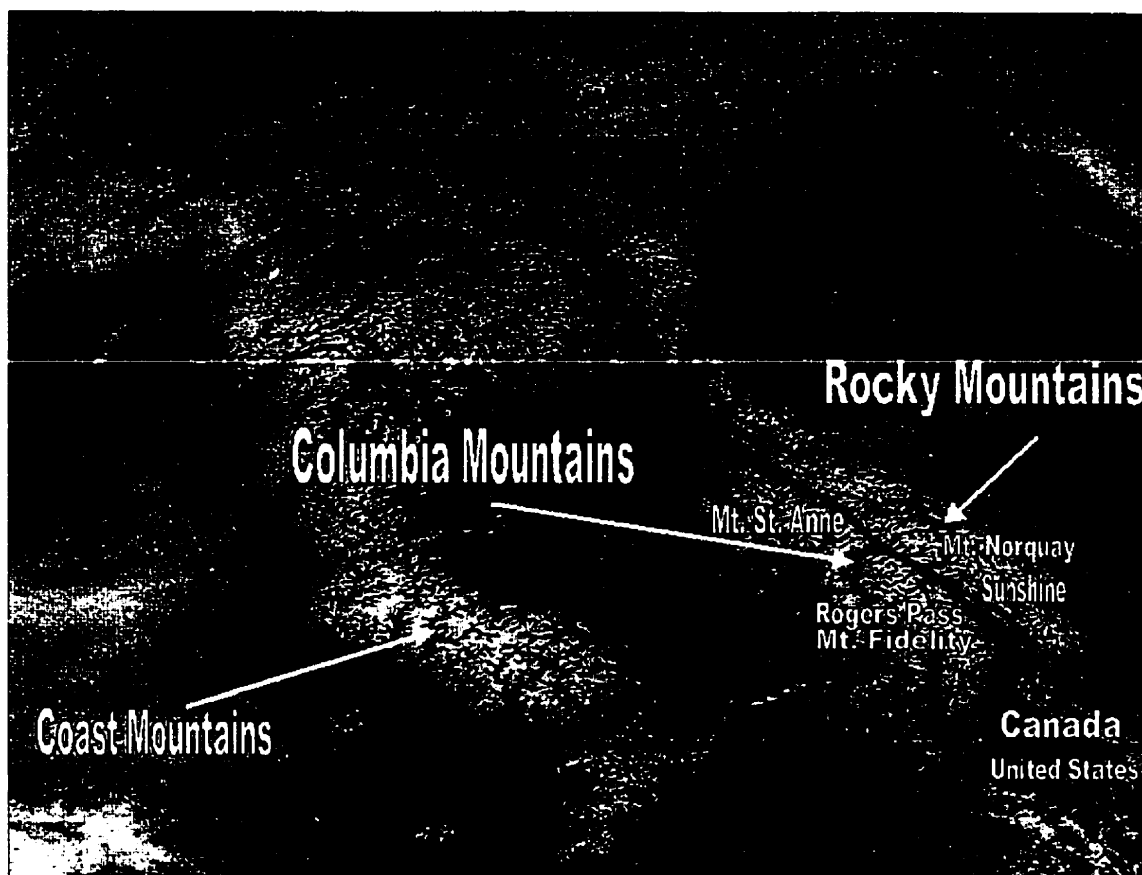 Rocky Mountains
Columbia Mountains
Mt. St. Anne
Mt. Norquay
Sunshine
Rogers Pass
Mt. Fidelity
Coast Mountains
Canada
United States